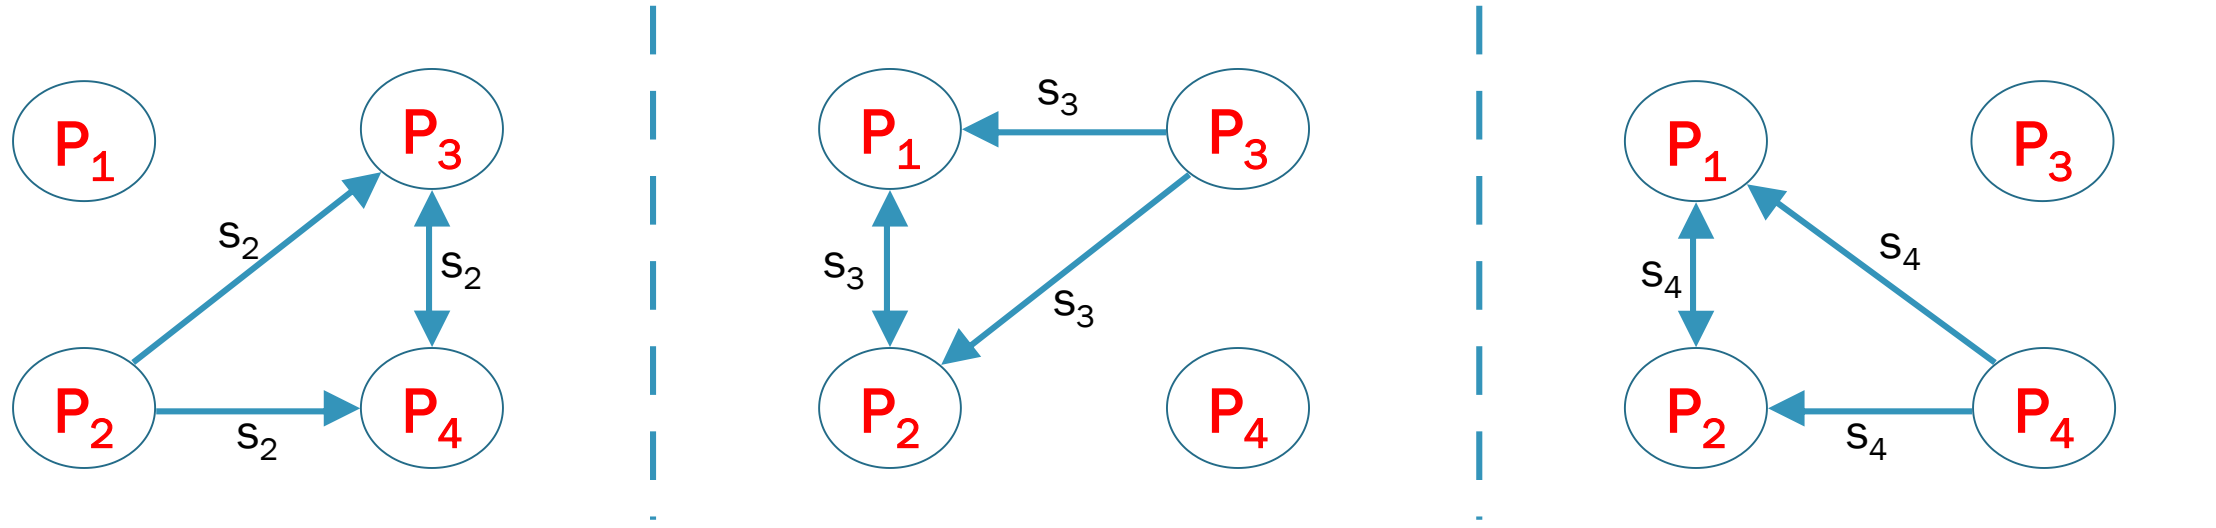 P₁ P₃
s₂ s₂
P₂ s₂ P₄
P₁ s₃ P₃
s₃ s₃
P₂ P₄
P₁ P₃
s₄ s₄
P₂ s₄ P₄